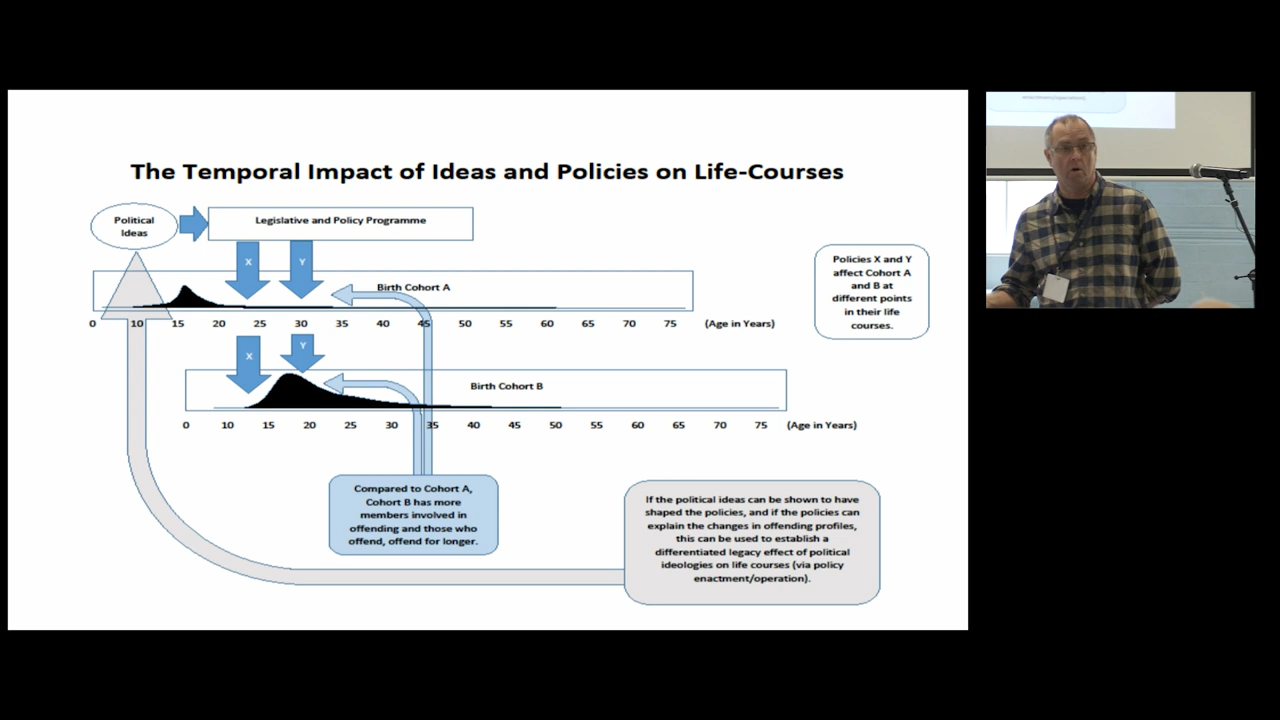 The Temporal Impact of Ideas and Policies on Life-Courses
Political
Ideas
Legislative and Policy Programme
X
Y
Birth Cohort A
0 10 15 20 25 30 35 40 45 50 55 60 65 70 75 (Age in Years)
Policies X and Y
affect Cohort A
and B at
different points
in their life
courses.
X
Y
Birth Cohort B
0 10 15 20 25 30 35 40 45 50 55 60 65 70 75 (Age in Years)
Compared to Cohort A,
Cohort B has more
members involved in
offending and those who
offend, offend for longer.
If the political ideas can be shown to have
shaped the policies, and if the policies can
explain the changes in offending profiles,
this can be used to establish a
differentiated legacy effect of political
ideologies on life courses (via policy
enactment/operation).